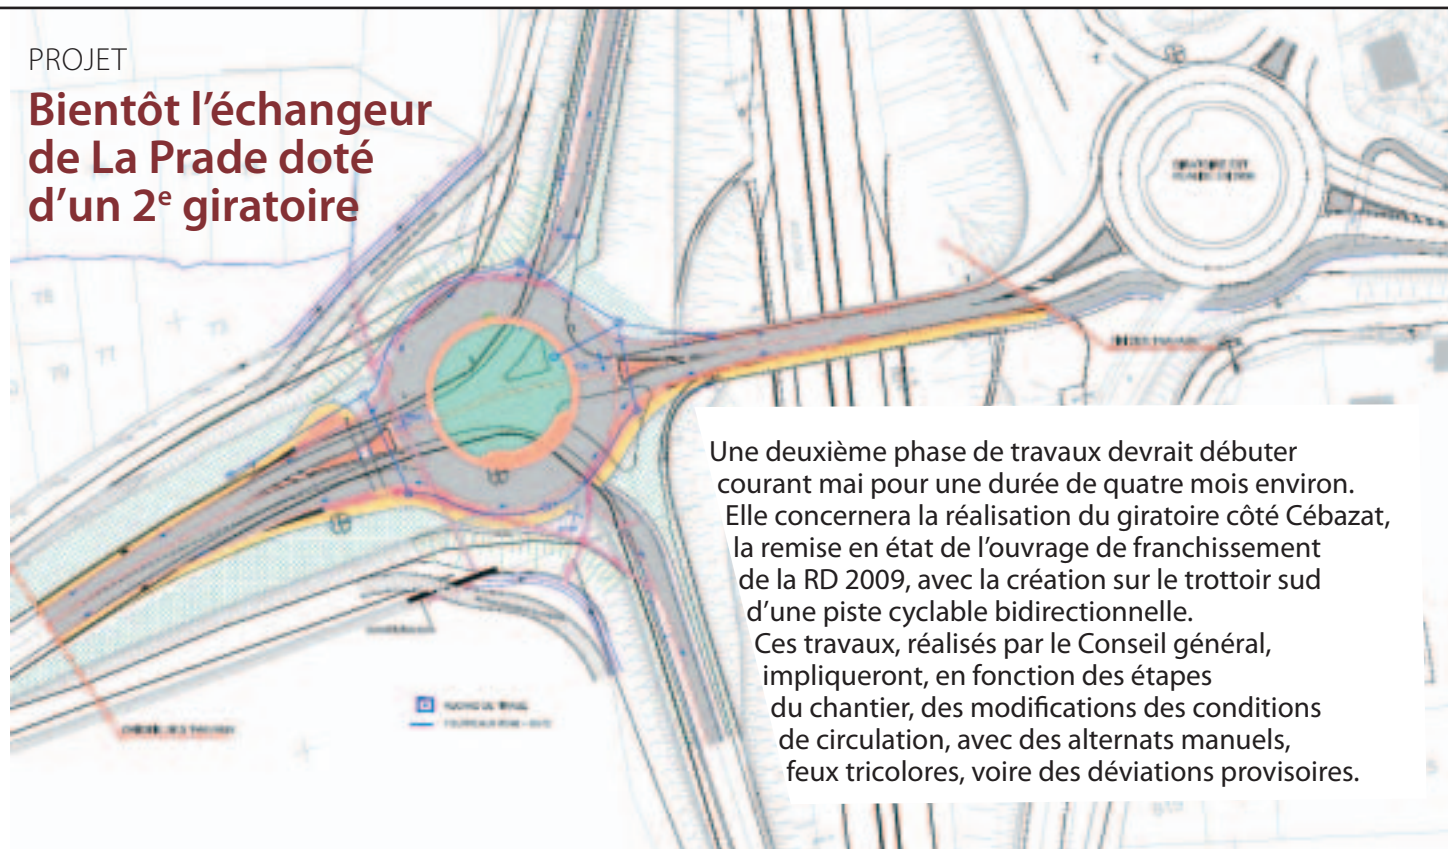 PROJET
Bientôt l’échangeur
de La Prade doté
d’un 2e giratoire
Une deuxième phase de travaux devrait débuter
courant mai pour une durée de quatre mois environ.
Elle concernera la réalisation du giratoire côté Cébazat,
la remise en état de l’ouvrage de franchissement
de la RD 2009, avec la création sur le trottoir sud
d’une piste cyclable bidirectionnelle.
Ces travaux, réalisés par le Conseil général,
impliqueront, en fonction des étapes
du chantier, des modifications des conditions
de circulation, avec des alternats manuels,
feux tricolores, voire des déviations provisoires.
78
79
77